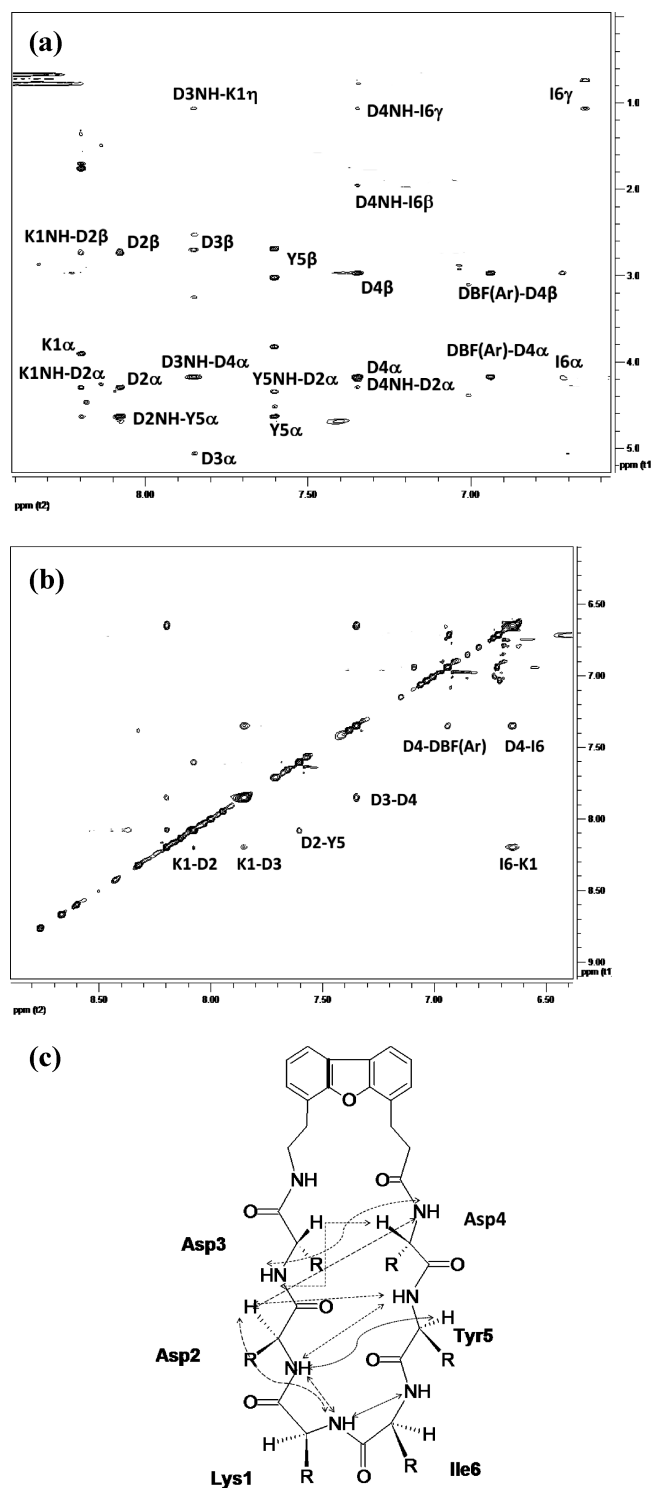 (a)
D3NH-K1η D4NH-I6γ I6γ
1.0
D4NH-I6β
2.0
K1NH-D2β D2β D3β Y5β
D4β DBF(Ar)-D4β
3.0
K1α D3NH-D4α D4α DBF(Ar)-D4α I6α
4.0
K1NH-D2α D2α Y5NH-D2α D4NH-D2α
D2NH-Y5α Y5α
D3α
5.0
ppm (t1
8.00 7.50 7.00
ppm (t2)
(b)
6.50
7.00
D4-DBF(Ar) D4-I6
7.50
D3-D4
8.00
D2-Y5
K1-D2 K1-D3 I6-K1
8.50
9.00
ppm (t1
8.50 8.00 7.50 7.00 6.50
ppm (t2)
(c)
O
NH O
O H H NH Asp4
Asp3 R R O
HN NH
H O H
Asp2 R Tyr5
NH O R
O NH NH
H H
Lys1 R O R Ile6